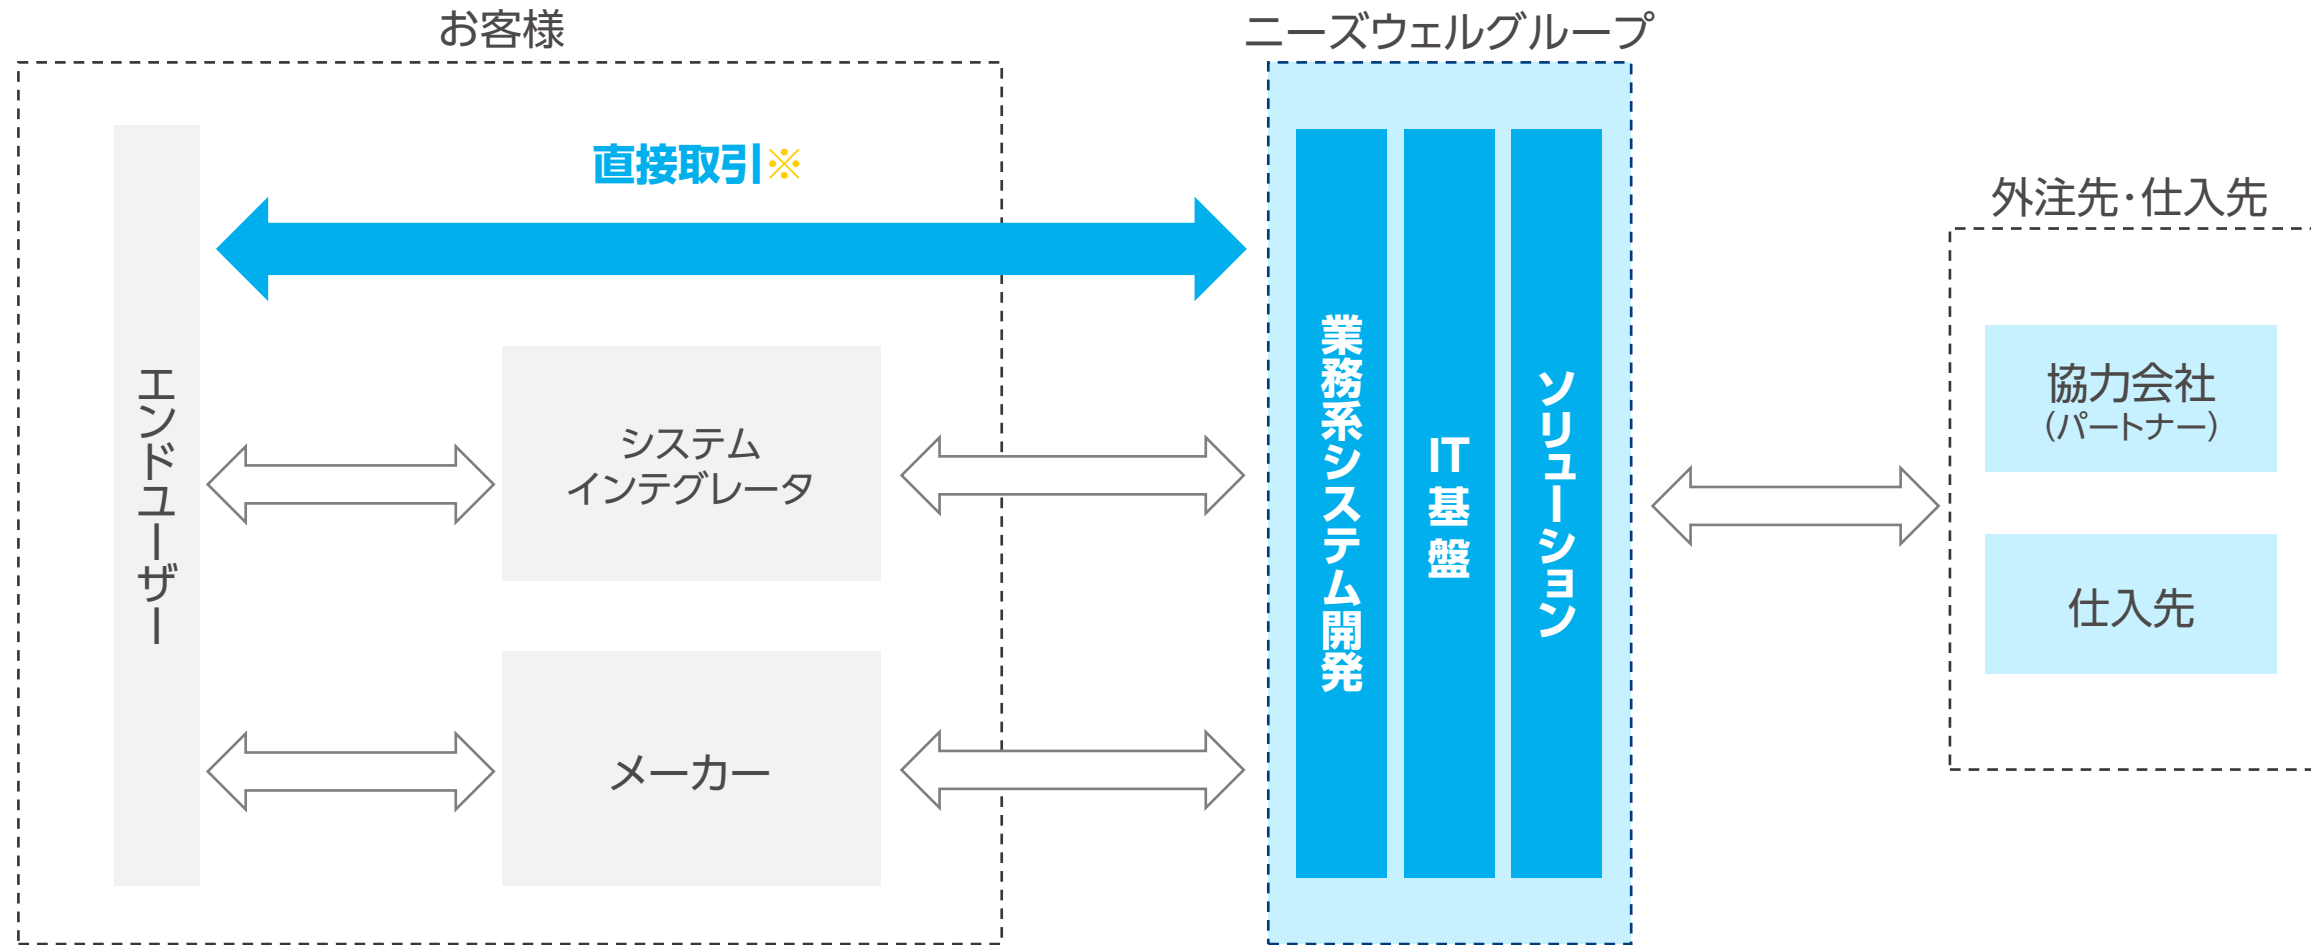 お客様
ニーズウェルグループ
直接取引※
外注先・仕入先
エンドユーザー
システム
インテグレータ
メーカー
業務系システム開発
IT基盤
ソリューション
協力会社
（パートナー）
仕入先